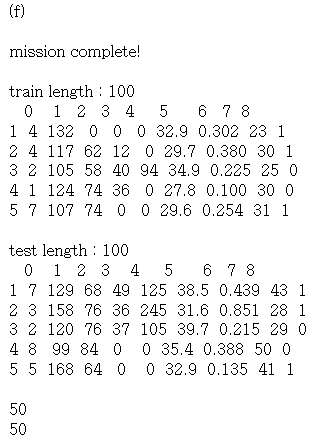 (f)
mission complete!
train length : 100
0 1 2 3 4 5 6 7 8
1 4 132 0 0 0 32.9 0.302 23 1
2 4 117 62 12 0 29.7 0.380 30 1
3 2 105 58 40 94 34.9 0.225 25 0
4 1 124 74 36 0 27.8 0.100 30 0
5 7 107 74 0 0 29.6 0.254 31 1
test length : 100
0 1 2 3 4 5 6 7 8
1 7 129 68 49 125 38.5 0.439 43 1
2 3 158 76 36 245 31.6 0.851 28 1
3 2 120 76 37 105 39.7 0.215 29 0
4 8 99 84 0 0 35.4 0.388 50 0
5 5 168 64 0 0 32.9 0.135 41 1
50
50